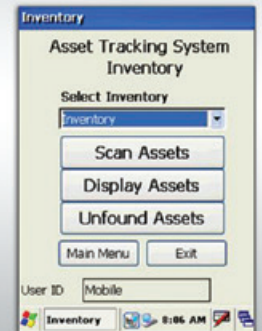 Inventory
Asset Tracking System
Inventory
Select Inventory
Inventory
Scan Assets
Display Assets
Unfound Assets
Main Menu
Exit
User ID Mobile
Inventory 8:06 AM